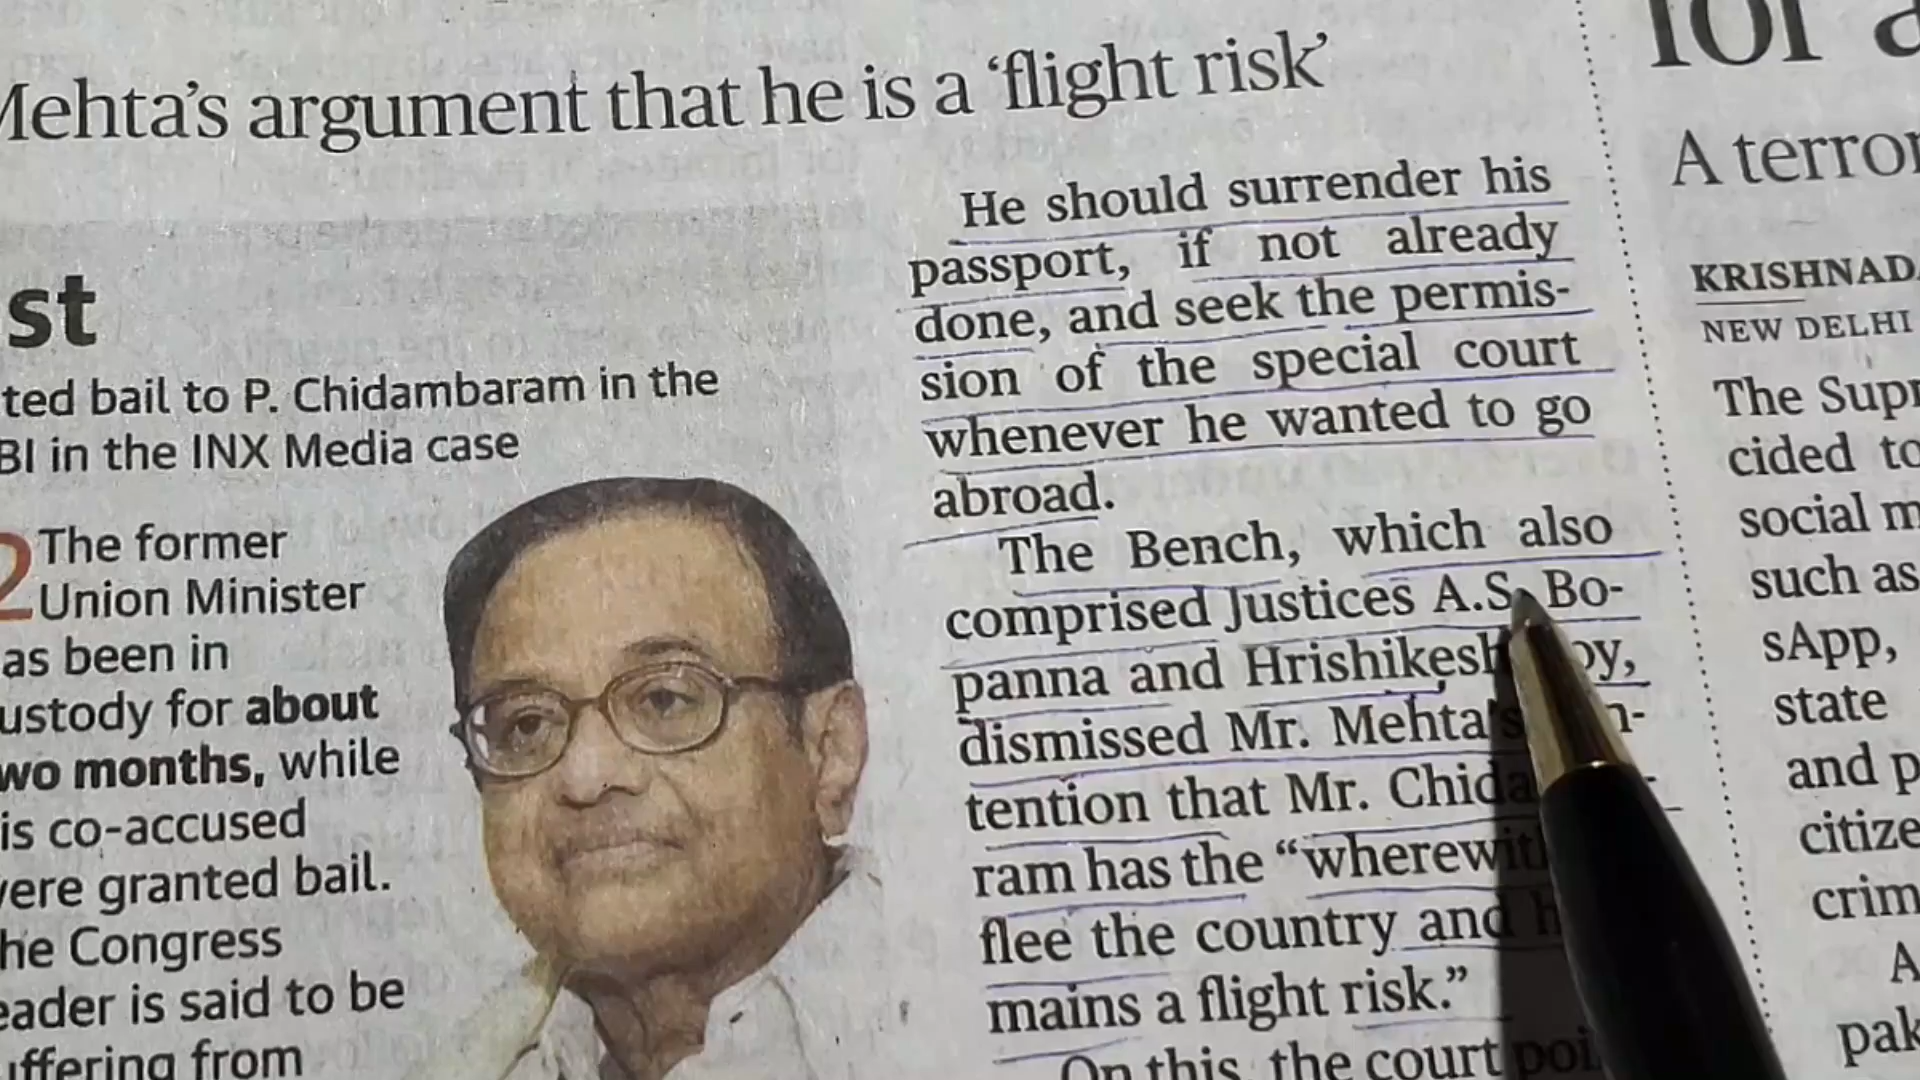 Mehta's argument that he is a ‘flight risk’
st
ted bail to P. Chidambaram in the
BI in the INX Media case
2 The former
Union Minister
as been in
ustody for about
wo months, while
is co-accused
were granted bail.
he Congress
eader is said to be
uffering from
He should surrender his
passport, if not already
done, and seek the permis-
sion of the special court
whenever he wanted to go
abroad.
The Bench, which also
comprised Justices A.S. Bo-
panna and Hrishikesh
dismissed Mr. Mehta's
tention that Mr. Chida
ram has the “wherewit
flee the country and h
mains a flight risk.”
On this, the court poi
for a
A terror
KRISHNAD
NEW DELHI
The Supr
cided to
social m
such as
sApp,
state
and p
citize
crim
A
pak